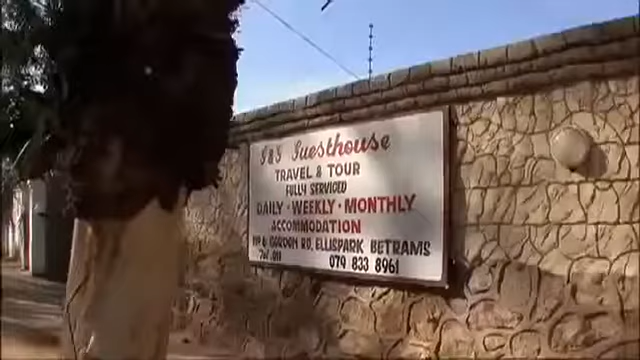 Guesthouse
TRAVEL & TOUR
FULLY SERVICED
DAILY · WEEKLY · MONTHLY
ACCOMMODATION
GORDON RD, ELLISPARK BETRAMS
079 833 8961